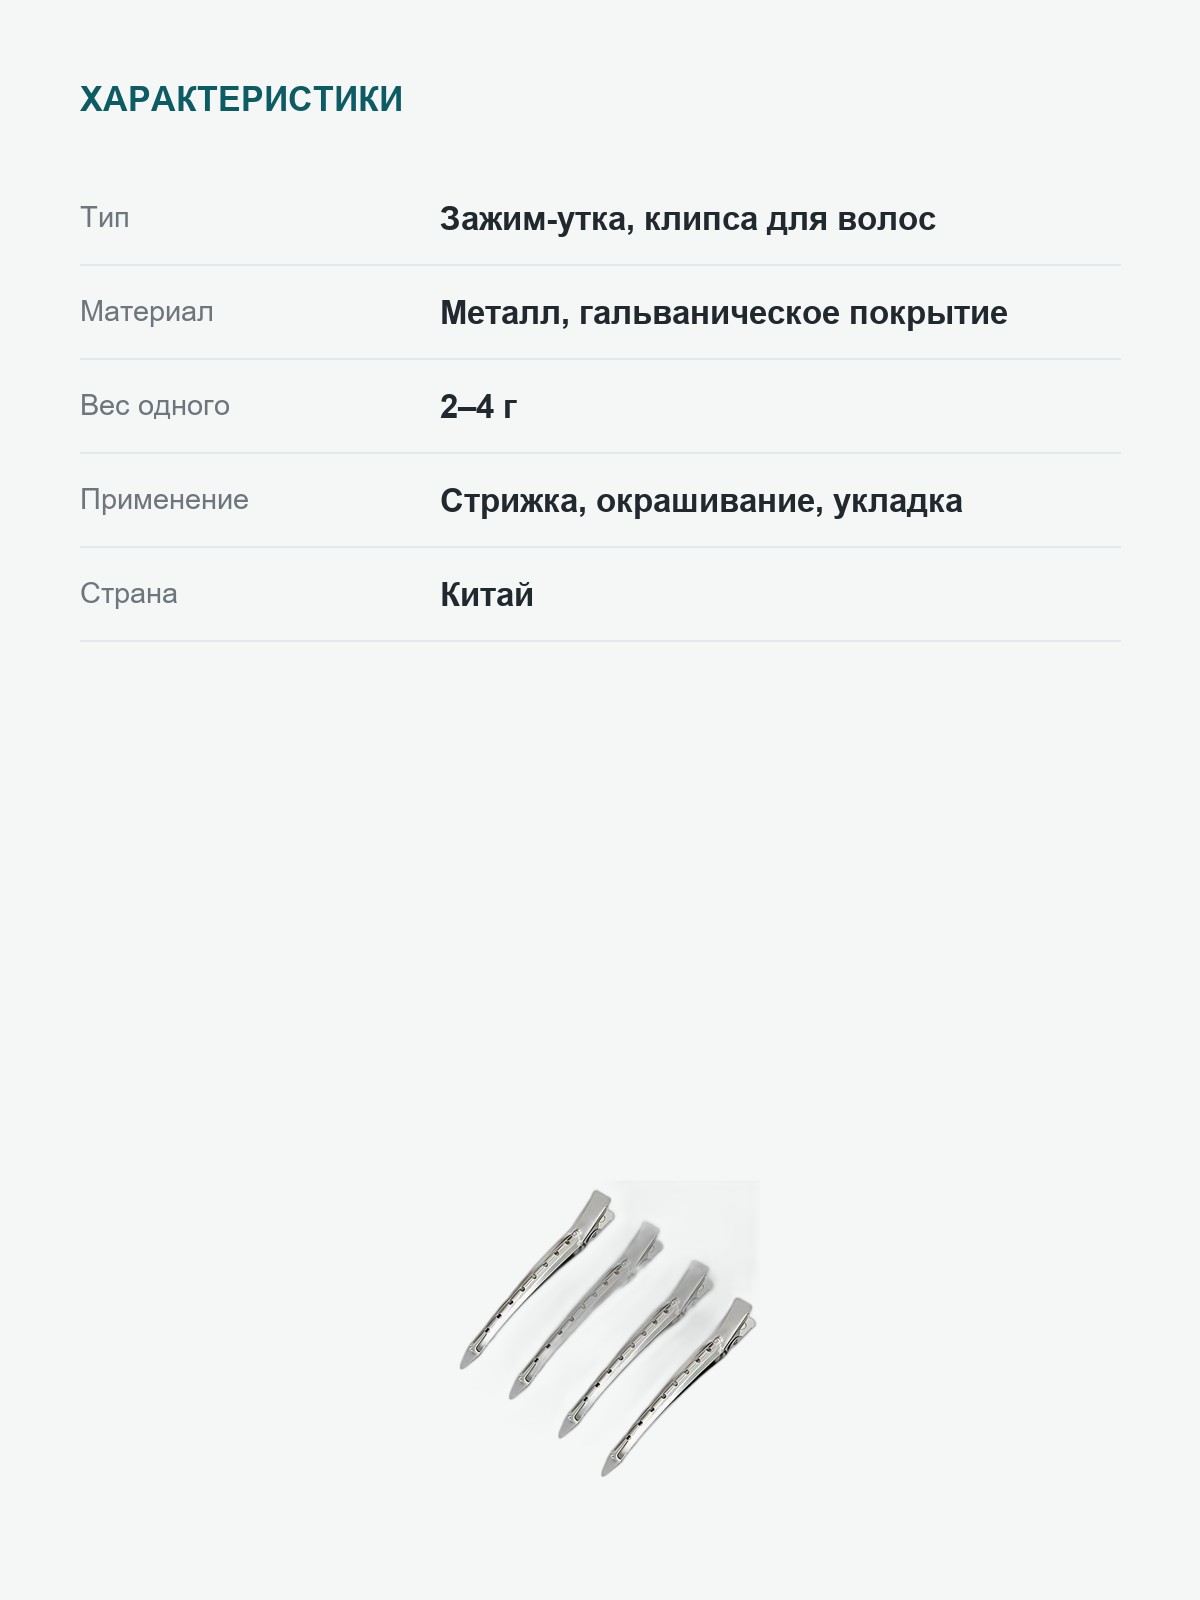 ХАРАКТЕРИСТИКИ
Тип Зажим-утка, клипса для волос
Материал Металл, гальваническое покрытие
Вес одного 2–4 г
Применение Стрижка, окрашивание, укладка
Страна Китай